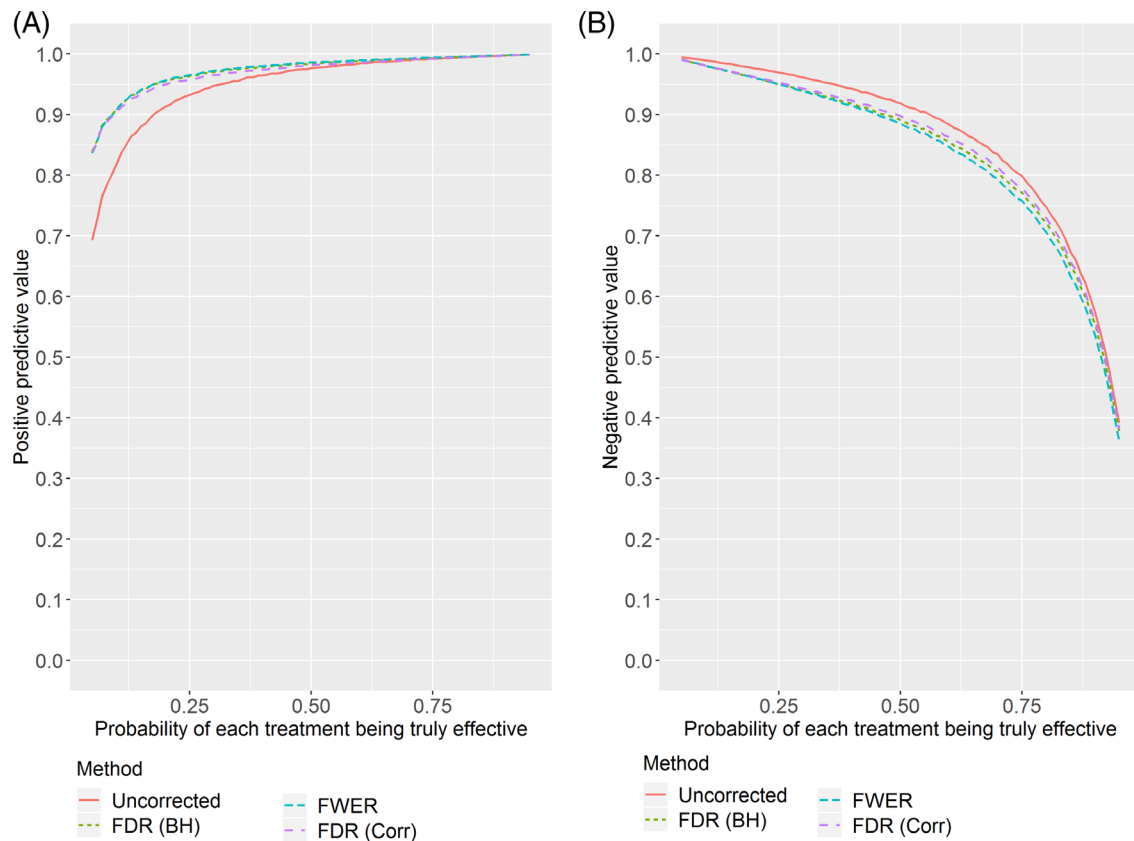 (A)
1.0
0.9
0.8
0.7
0.6
0.5
0.4
0.3
0.2
0.1
0.0
Positive predictive value
0.25 0.50 0.75
Probability of each treatment being truly effective
Method
Uncorrected FWER
FDR (BH) FDR (Corr)
(B)
1.0
0.9
0.8
0.7
0.6
0.5
0.4
0.3
0.2
0.1
0.0
Negative predictive value
0.25 0.50 0.75
Probability of each treatment being truly effective
Method
Uncorrected FWER
FDR (BH) FDR (Corr)